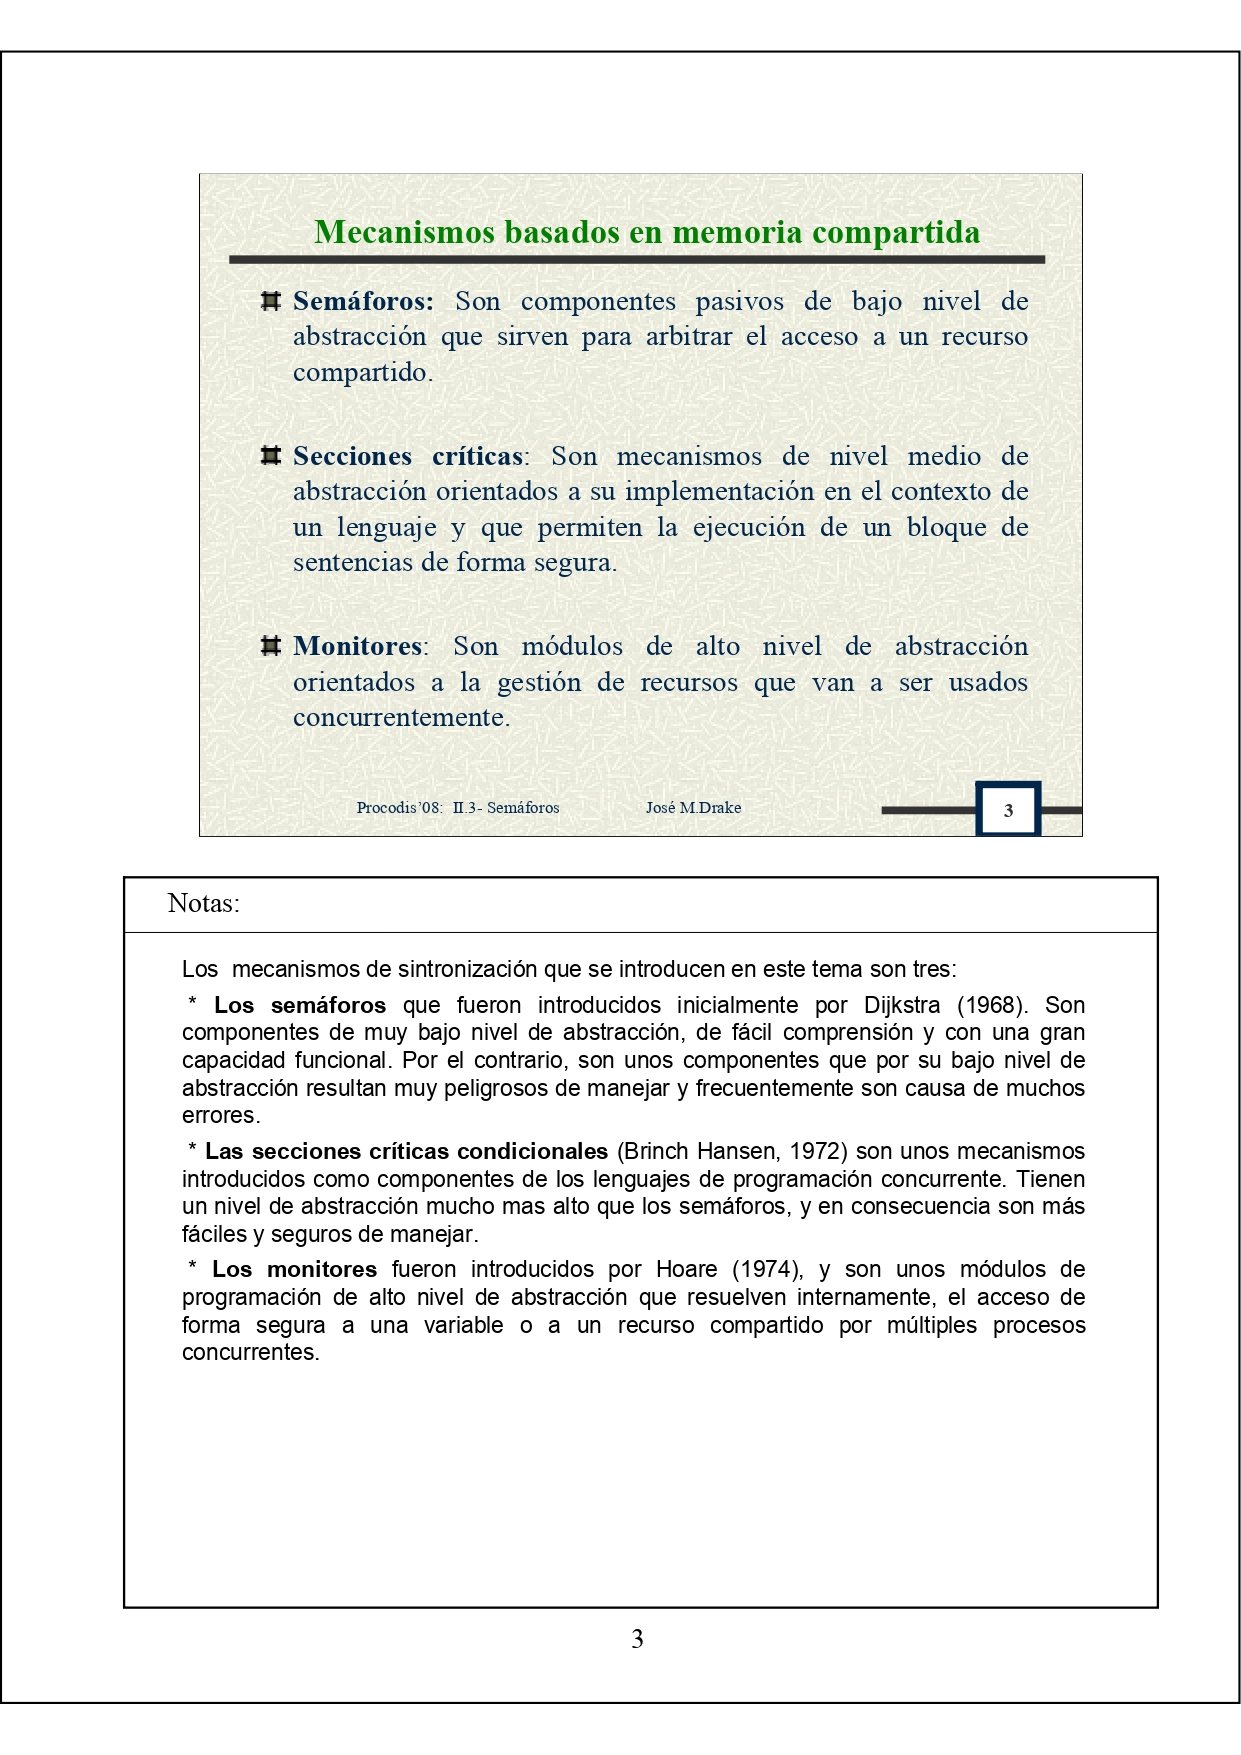 Mecanismos basados en memoria compartida
Semáforos: Son componentes pasivos de bajo nivel de
abstracción que sirven para arbitrar el acceso a un recurso
compartido.
Secciones críticas: Son mecanismos de nivel medio de
abstracción orientados a su implementación en el contexto de
un lenguaje y que permiten la ejecución de un bloque de
sentencias de forma segura.
Monitores: Son módulos de alto nivel de abstracción
orientados a la gestión de recursos que van a ser usados
concurrentemente.
Procodis'08: II.3- Semáforos José M.Drake 3
Notas:
Los mecanismos de sintronización que se introducen en este tema son tres:
* Los semáforos que fueron introducidos inicialmente por Dijkstra (1968). Son
componentes de muy bajo nivel de abstracción, de fácil comprensión y con una gran
capacidad funcional. Por el contrario, son unos componentes que por su bajo nivel de
abstracción resultan muy peligrosos de manejar y frecuentemente son causa de muchos
errores.
* Las secciones críticas condicionales (Brinch Hansen, 1972) son unos mecanismos
introducidos como componentes de los lenguajes de programación concurrente. Tienen
un nivel de abstracción mucho mas alto que los semáforos, y en consecuencia son más
fáciles y seguros de manejar.
* Los monitores fueron introducidos por Hoare (1974), y son unos módulos de
programación de alto nivel de abstracción que resuelven internamente, el acceso de
forma segura a una variable o a un recurso compartido por múltiples procesos
concurrentes.
3